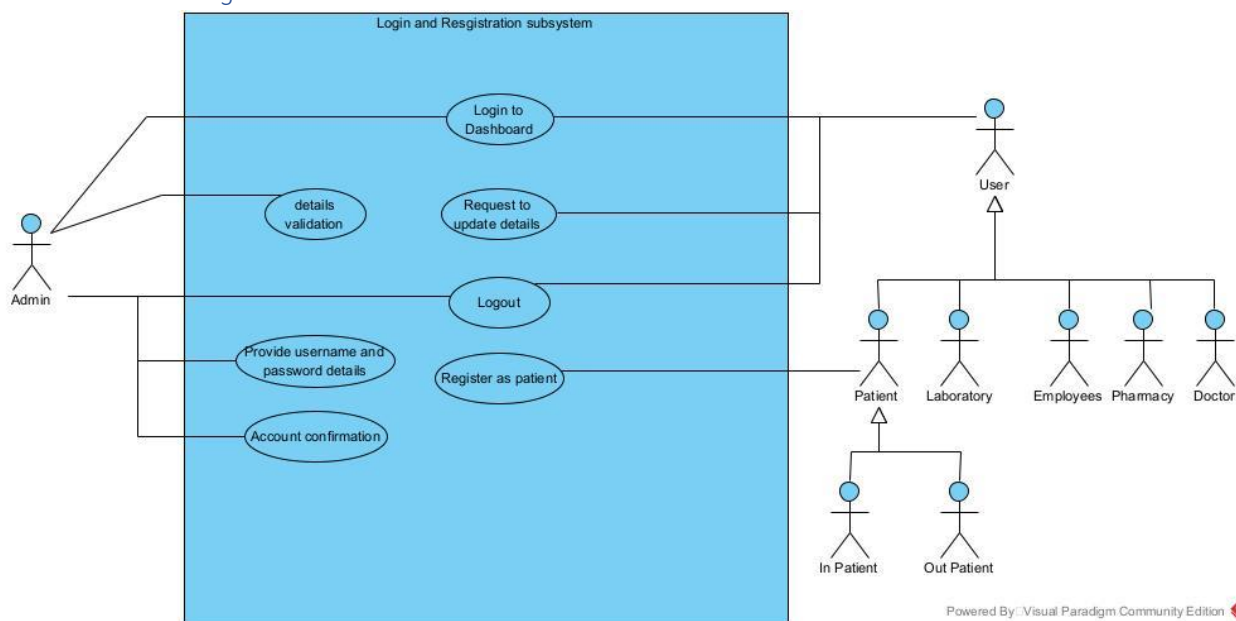 Login and Resgistration subsystem
Login to
Dashboard
User
details
validation
Request to
update details
Admin
Logout
Provide username and
password details
Register as patient
Patient
Laboratory
Employees
Pharmacy
Doctor
Account confirmation
In Patient
Out Patient
Powered By Visual Paradigm Community Edition